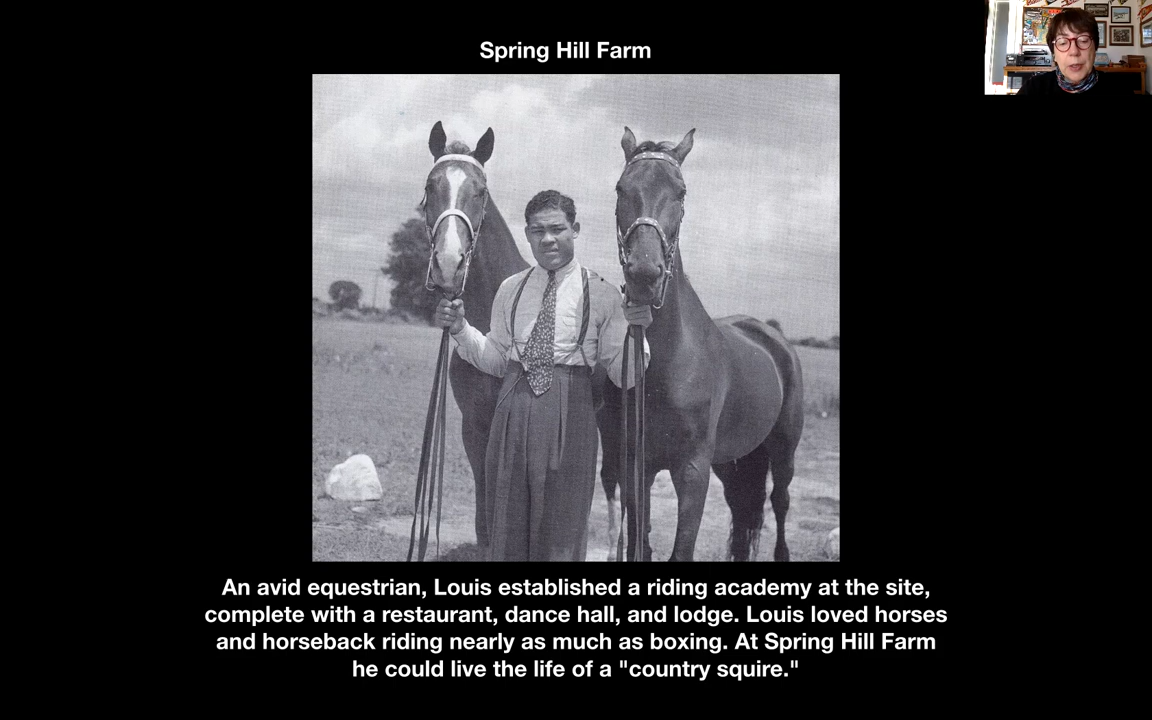 Spring Hill Farm
An avid equestrian, Louis established a riding academy at the site,
complete with a restaurant, dance hall, and lodge. Louis loved horses
and horseback riding nearly as much as boxing. At Spring Hill Farm
he could live the life of a "country squire."